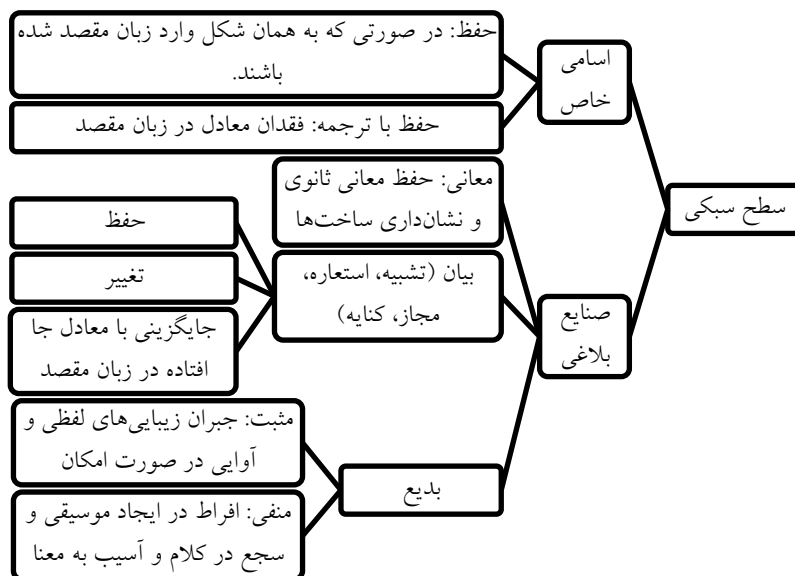 سطح سبکی
اسامی
خاص
حفظ: در صورتی که به همان شکل وارد زبان مقصد شده
باشند.
حفظ با ترجمه: فقدان معادل در زبان مقصد
صنایع
بلاغی
معانی: حفظ معانی ثانوی
و نشان‌داری ساخت‌ها
بیان (تشبیه، استعاره،
مجاز، کنایه)
حفظ
تغییر
جایگزینی با معادل جا
افتاده در زبان مقصد
بدیع
مثبت: جبران زیبایی‌های لفظی و
آوایی در صورت امکان
منفی: افراط در ایجاد موسیقی و
سجع در کلام و آسیب به معنا